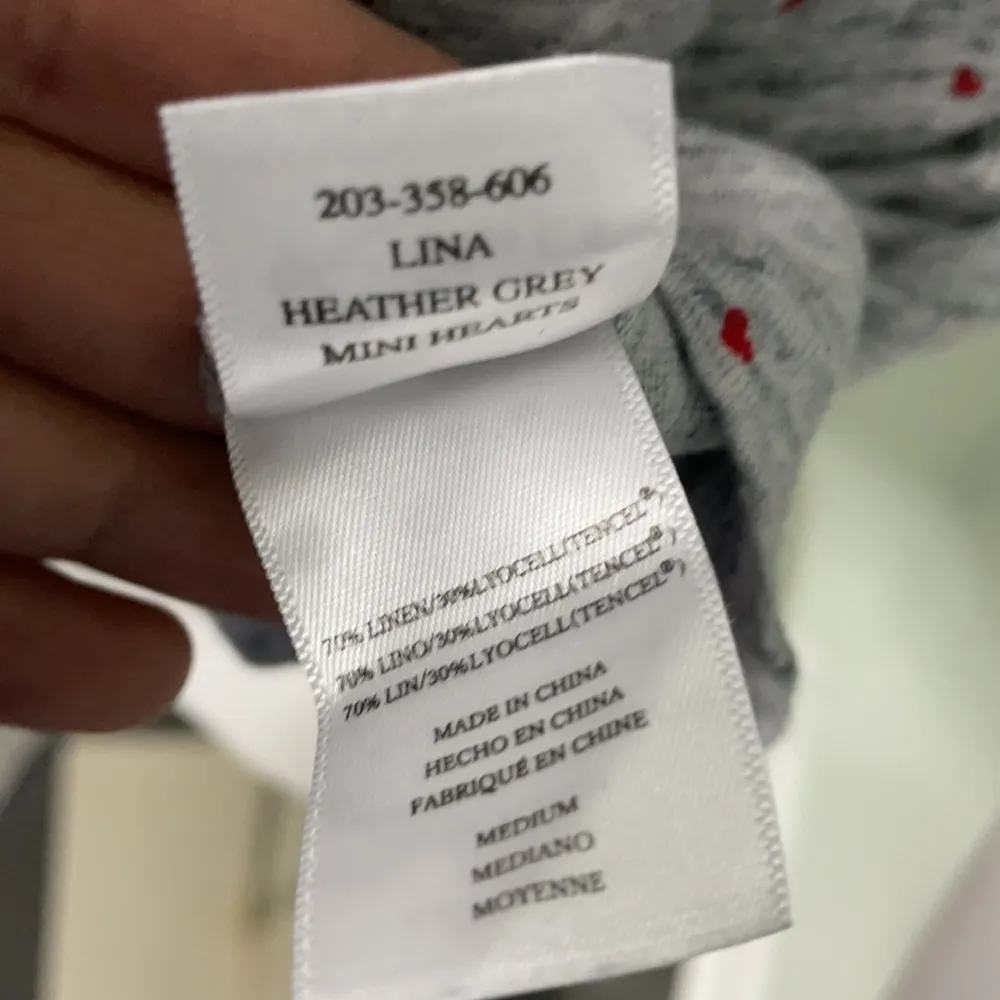 203-358-606
LINA
HEATHER GREY
MINI HEARTS
70% LINEN/30%LYOCELL(TENCEL®)
70% LINO/30%LYOCELL(TENCEL®)
70% LIN/30%LYOCELL(TENCEL®)
MADE IN CHINA
HECHO EN CHINA
FABRIQUÉ EN CHINE
MEDIUM
MEDIANO
MOYENNE